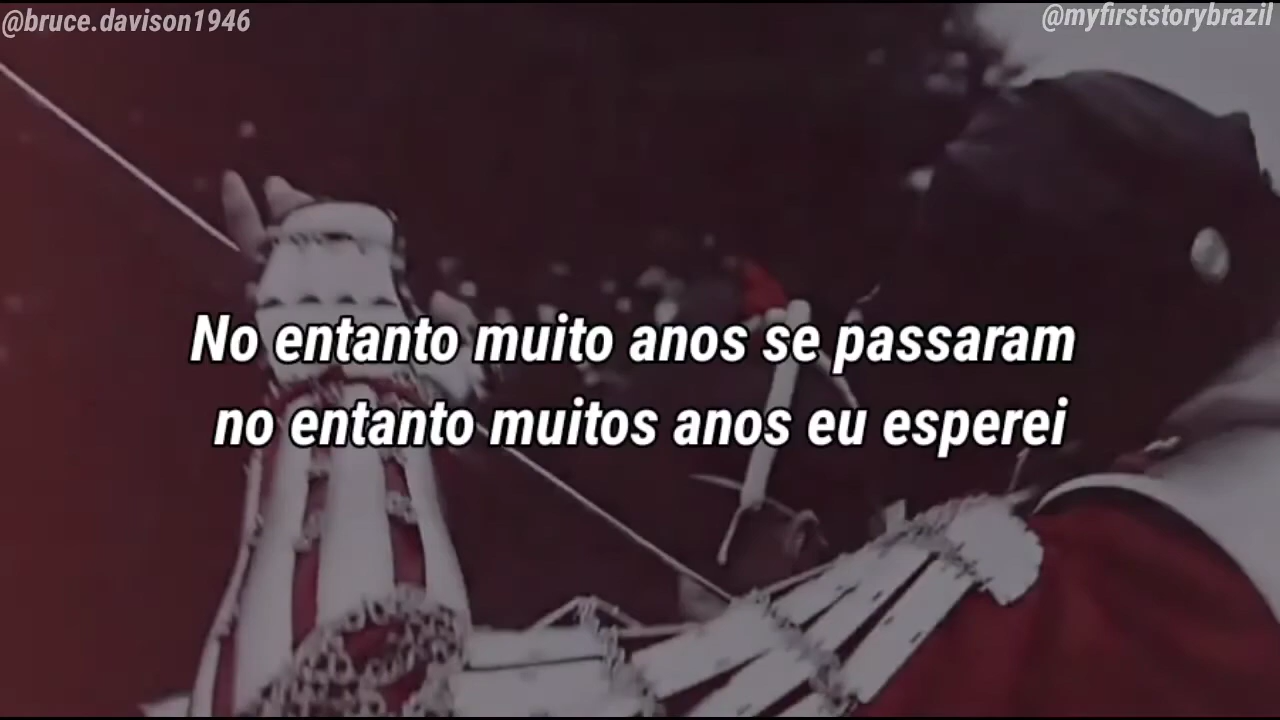 @bruce.davison1946
@myfirststorybrazil
No entanto muito anos se passaram
no entanto muitos anos eu esperei